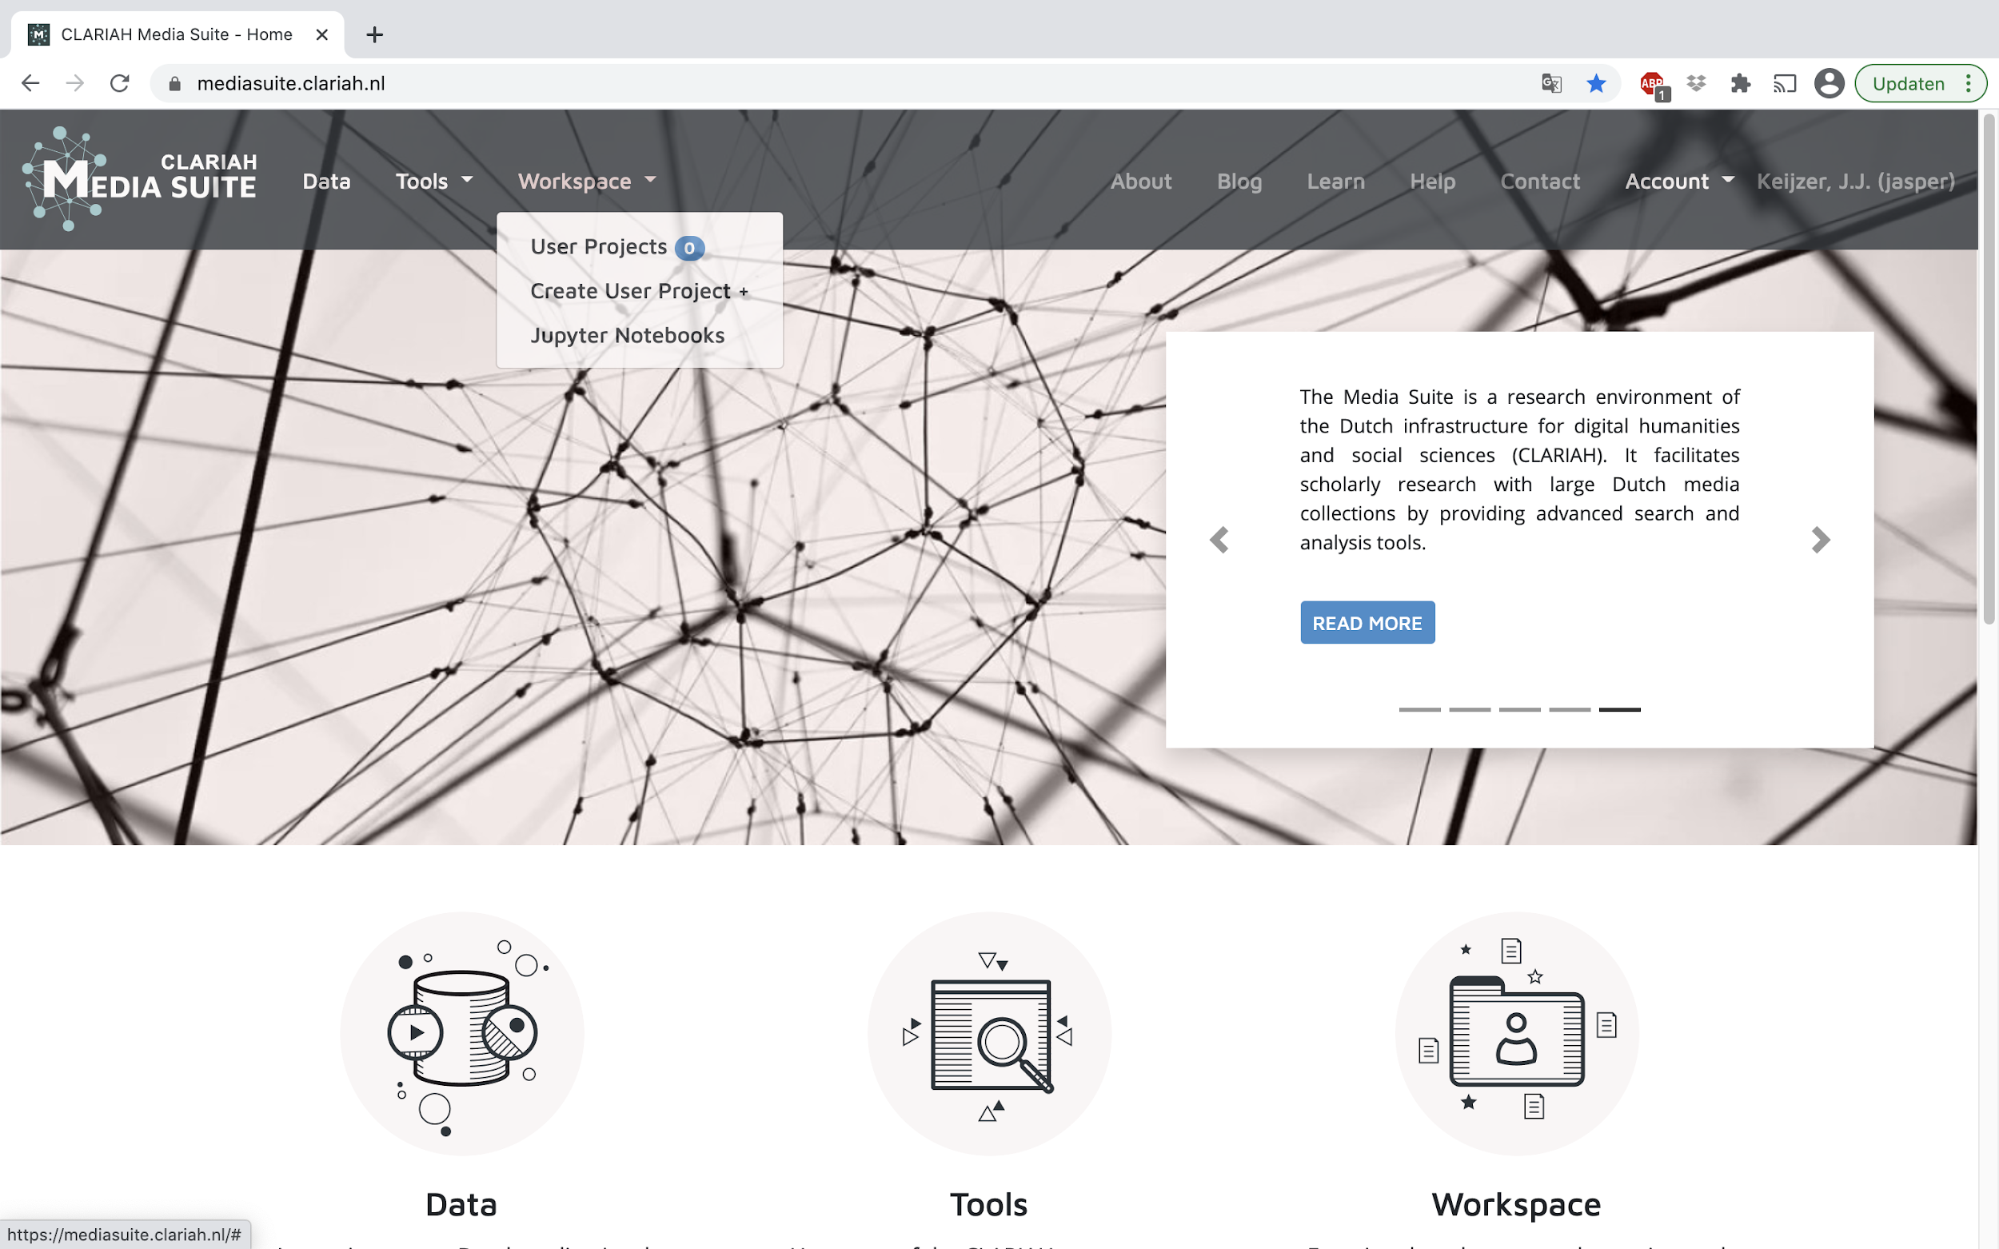 CLARIAH Media Suite - Home
mediasuite.clariah.nl
ABP
1
Updaten
CLARIAH
MEDIA SUITE
Data
Tools
Workspace
About
Blog
Learn
Help
Contact
Account
Keijzer, J.J. (jasper)
User Projects 0
Create User Project +
Jupyter Notebooks
The Media Suite is a research environment of
the Dutch infrastructure for digital humanities
and social sciences (CLARIAH). It facilitates
scholarly research with large Dutch media
collections by providing advanced search and
analysis tools.
READ MORE
Data
Tools
Workspace
https://mediasuite.clariah.nl/#